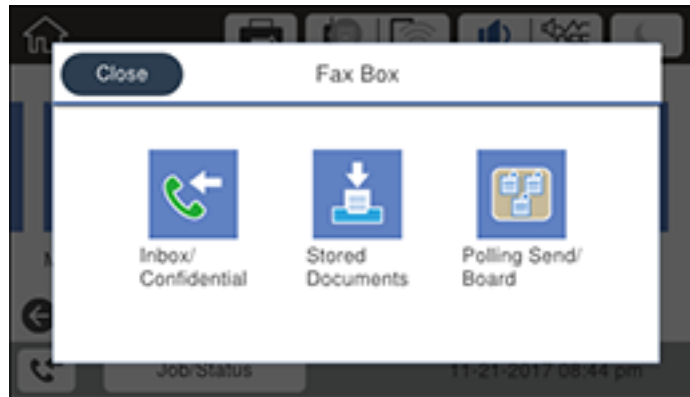 Close
Fax Box
Inbox/
Confidential
Stored
Documents
Polling Send/
Board
Job/Status
11-21-2017 08:44 pm